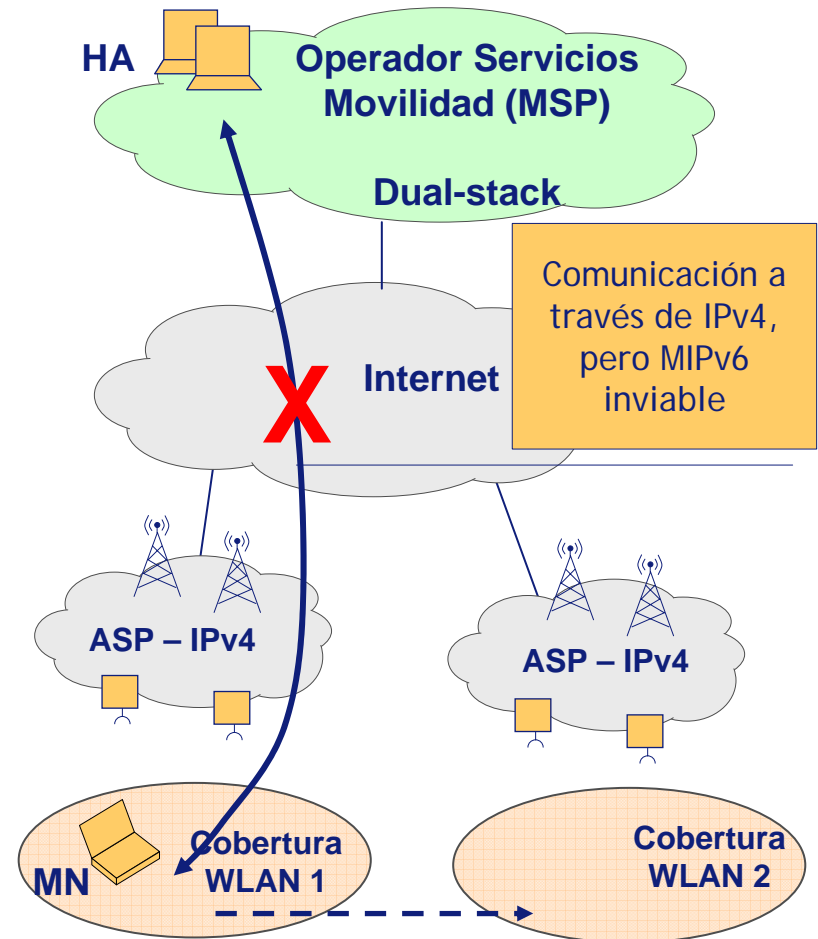 HA
Operador Servicios
Movilidad (MSP)
Dual-stack
Comunicación a
través de IPv4,
pero MIPv6
inviable
Internet
X
ASP – IPv4
ASP – IPv4
MN
Cobertura
WLAN 1
Cobertura
WLAN 2